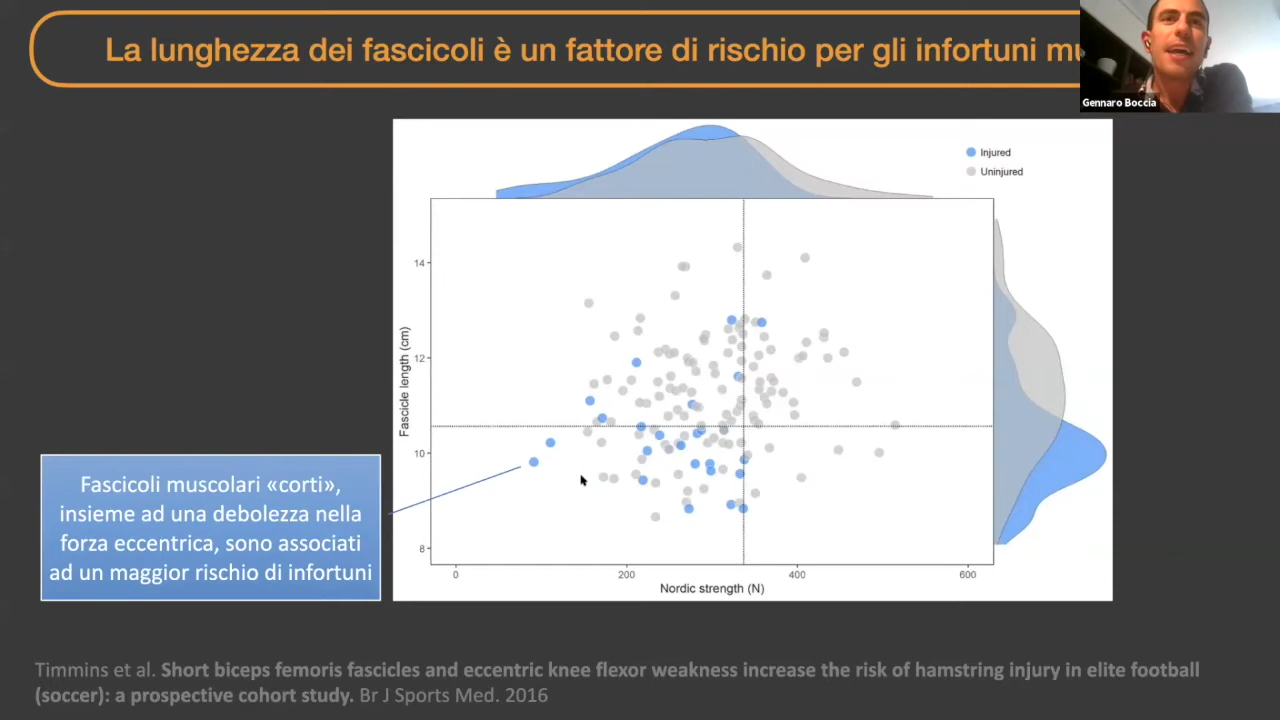 La lunghezza dei fascicoli è un fattore di rischio per gli infortuni
Gennaro Boccia
Injured
Uninjured
14
12
10
8
Fascicle length (cm)
0
200
400
600
Nordic strength (N)
Fascicoli muscolari «corti»,
insieme ad una debolezza nella
forza eccentrica, sono associati
ad un maggior rischio di infortuni
Timmins et al. Short biceps femoris fascicles and eccentric knee flexor weakness increase the risk of hamstring injury in elite football
(soccer): a prospective cohort study. Br J Sports Med. 2016